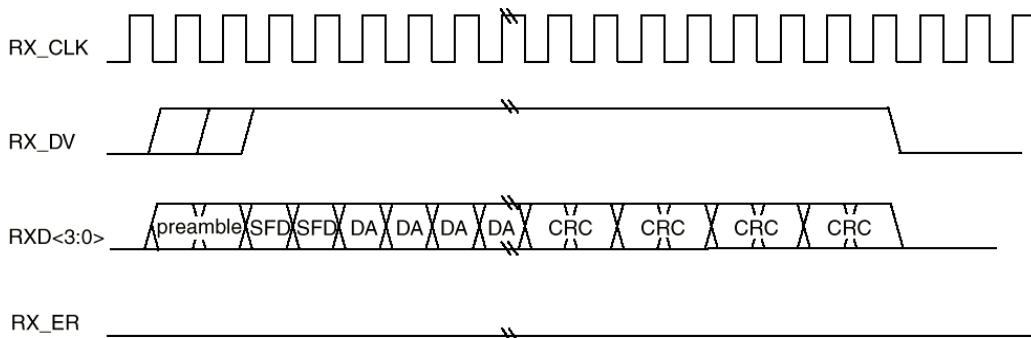 RX_CLK
RX_DV
RXD<3:0>
preamble SFD SFD DA DA DA DA CRC CRC CRC CRC
RX_ER